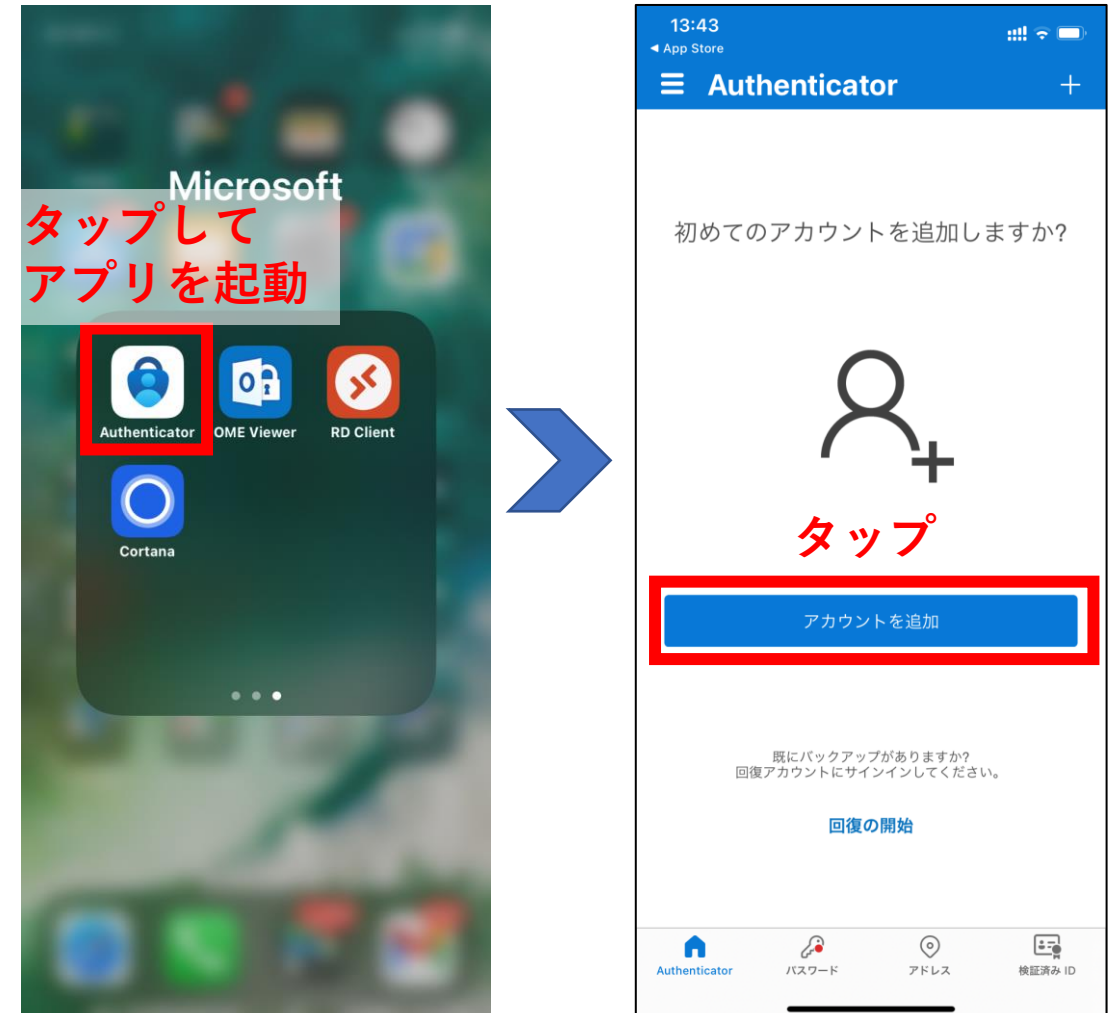 Microsoft
タップして
アプリを起動
Authenticator
OME Viewer
RD Client
Cortana
13:43
◀ App Store
Authenticator
初めてのアカウントを追加しますか?
タップ
アカウントを追加
既にバックアップがありますか?
回復アカウントにサインインしてください。
回復の開始
Authenticator
パスワード
アドレス
検証済み ID